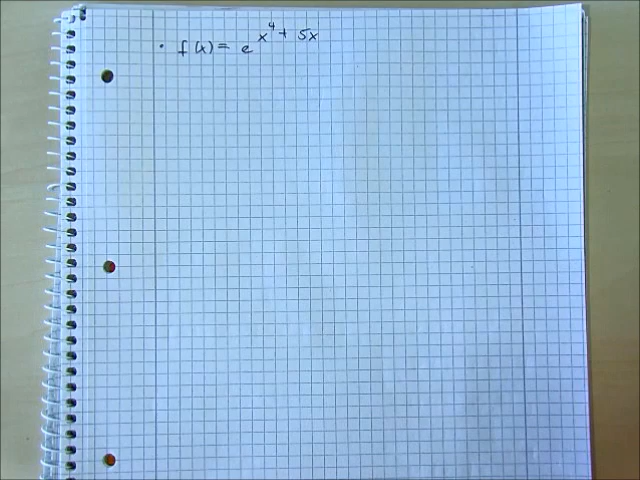 · f(x) = e^{x^4 + 5x}